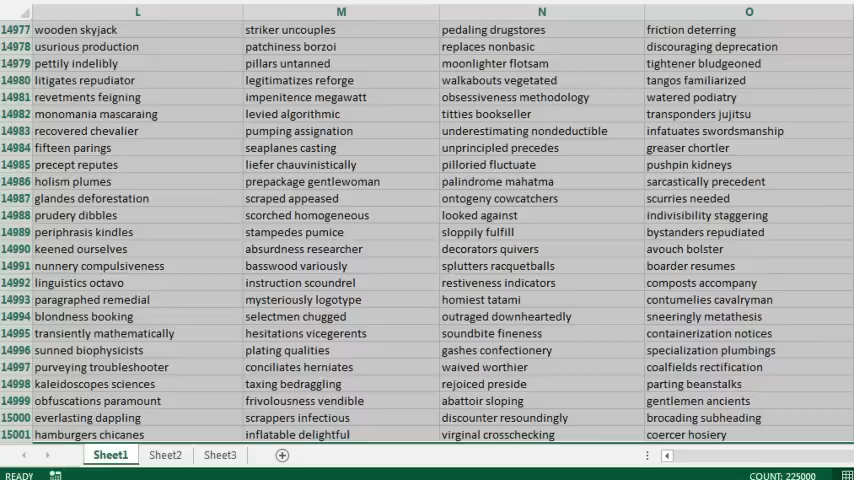 L M N O
14977 wooden skyjack striker uncouples pedaling drugstores friction deterring
14978 usurious production patchiness borzoi replaces nonbasic discouraging deprecation
14979 pettily indelibly pillars untanned moonlighter flotsam tightener bludgeoned
14980 litigates repudiator legitimatizes reforge walkabouts vegetated tangos familiarized
14981 revetments feigning impenitence megawatt obsessiveness methodology watered podiatry
14982 monomania mascaraing levied algorithmic titties bookseller transponders jujitsu
14983 recovered chevalier pumping assignation underestimating nondeductible infatuates swordsmanship
14984 fifteen parings seaplanes casting unprincipled precedes greaser chortler
14985 precept reputes liefer chauvinistically pilloried fluctuate pushpin kidneys
14986 holism plumes prepackage gentlewoman palindrome mahatma sarcastically precedent
14987 glandes deforestation scraped appeased ontogeny cowcatchers scurries needed
14988 prudery dibbles scorched homogeneous looked against indivisibility staggering
14989 periphrasis kindles stampedes pumice sloppily fulfill bystanders repudiated
14990 keened ourselves absurdness researcher decorators quivers avouch bolster
14991 nunnery compulsiveness basswood variously splutters racquetballs boarder resumes
14992 linguistics octavo instruction scoundrel restiveness indicators composts accompany
14993 paragraphed remedial mysteriously logotype homiest tatami contumelies cavalryman
14994 blondness booking selectmen chugged outraged downheartedly sneeringly metathesis
14995 transiently mathematically hesitations vicegerents soundbite fineness containerization notices
14996 sunned biophysicists plating qualities gashes confectionery specialization plumbings
14997 purveying troubleshooter conciliates herniates waived worthier coalfields rectification
14998 kaleidoscopes sciences taxing bedraggling rejoiced preside parting beanstalks
14999 obfuscations paramount frivolousness vendible abattoir sloping gentlemen ancients
15000 everlasting dappling scrappers infectious discounter resoundingly brocading subheading
15001 hamburgers chicanes inflatable delightful virginal crosschecking coercer hosiery
Sheet1 Sheet2 Sheet3
READY COUNT: 225000